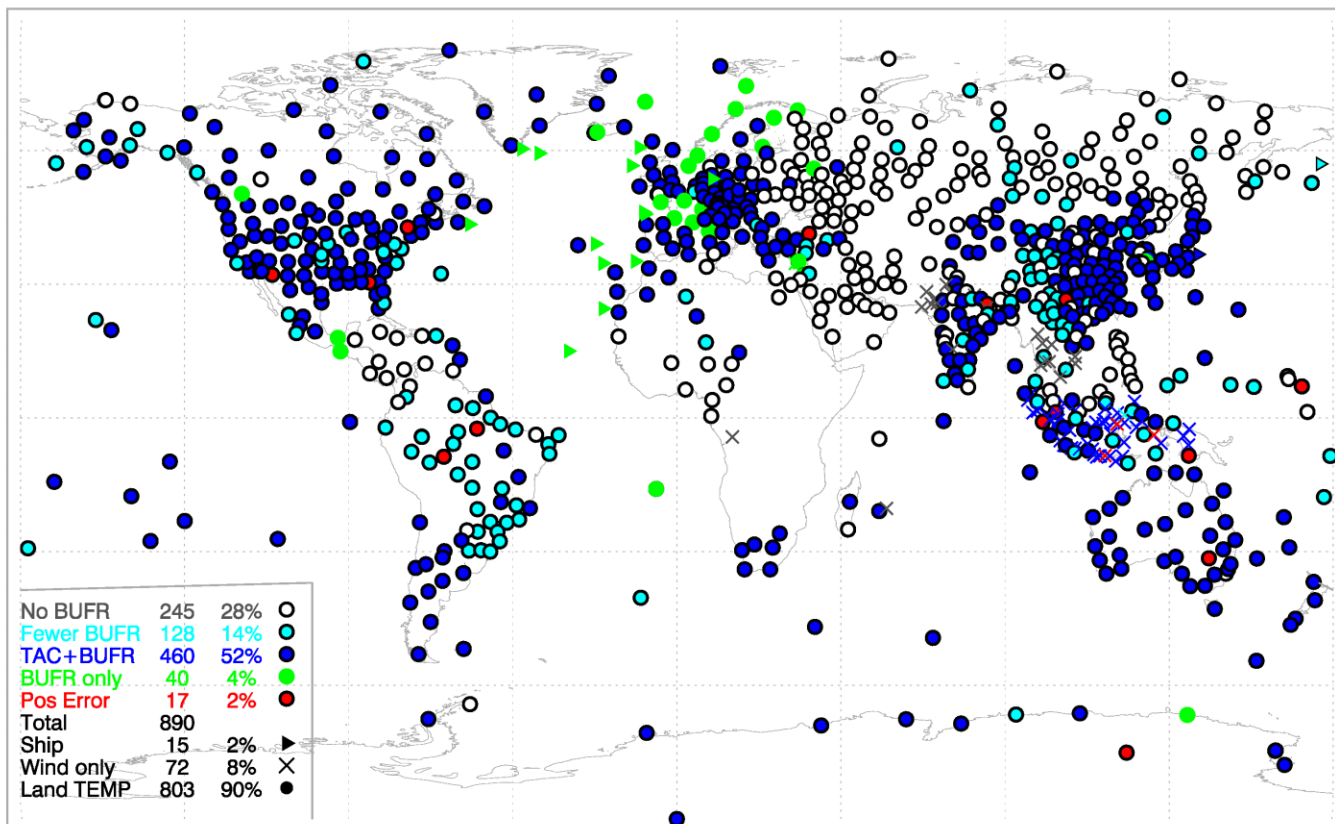 No BUFR 245 28%
Fewer BUFR 128 14%
TAC+BUFR 460 52%
BUFR only 40 4%
Pos Error 17 2%
Total 890
Ship 15 2%
Wind only 72 8%
Land TEMP 803 90%